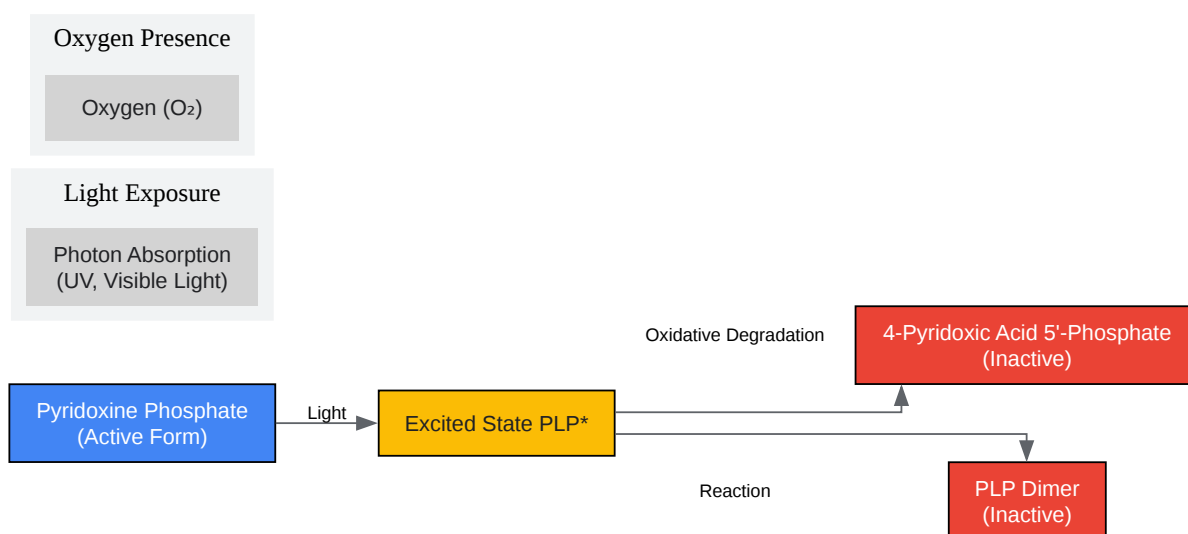 Oxygen Presence
Oxygen (O₂)
Light Exposure
Photon Absorption
(UV, Visible Light)
Pyridoxine Phosphate
(Active Form)
Light
Excited State PLP*
Oxidative Degradation
4-Pyridoxic Acid 5'-Phosphate
(Inactive)
Reaction
PLP Dimer
(Inactive)